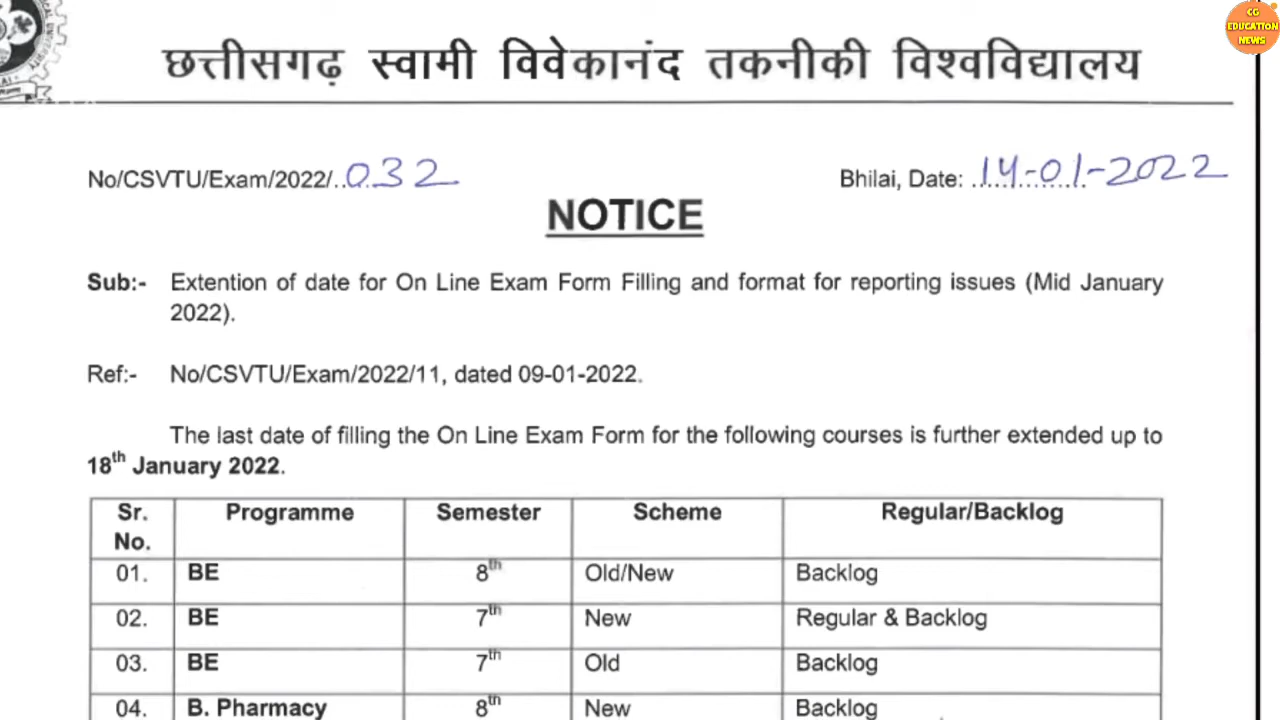 CG
EDUCATION
NEWS
छत्तीसगढ़ स्वामी विवेकानंद तकनीकी विश्वविद्यालय
No/CSVTU/Exam/2022/..032 Bhilai, Date: 14-01-2022
NOTICE
Sub:- Extention of date for On Line Exam Form Filling and format for reporting issues (Mid January
2022).
Ref:- No/CSVTU/Exam/2022/11, dated 09-01-2022.
The last date of filling the On Line Exam Form for the following courses is further extended up to
18th January 2022.
Sr. Programme Semester Scheme Regular/Backlog
No.
01. BE 8th Old/New Backlog
02. BE 7th New Regular & Backlog
03. BE 7th Old Backlog
04. B. Pharmacy 8th New Backlog